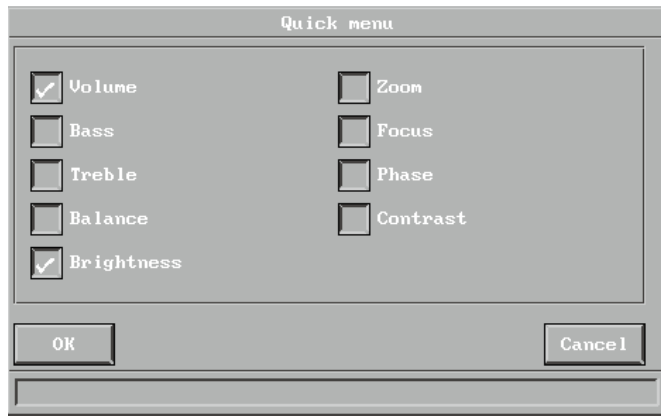 Quick menu
Volume
Bass
Treble
Balance
Brightness
Zoom
Focus
Phase
Contrast
OK
Cancel